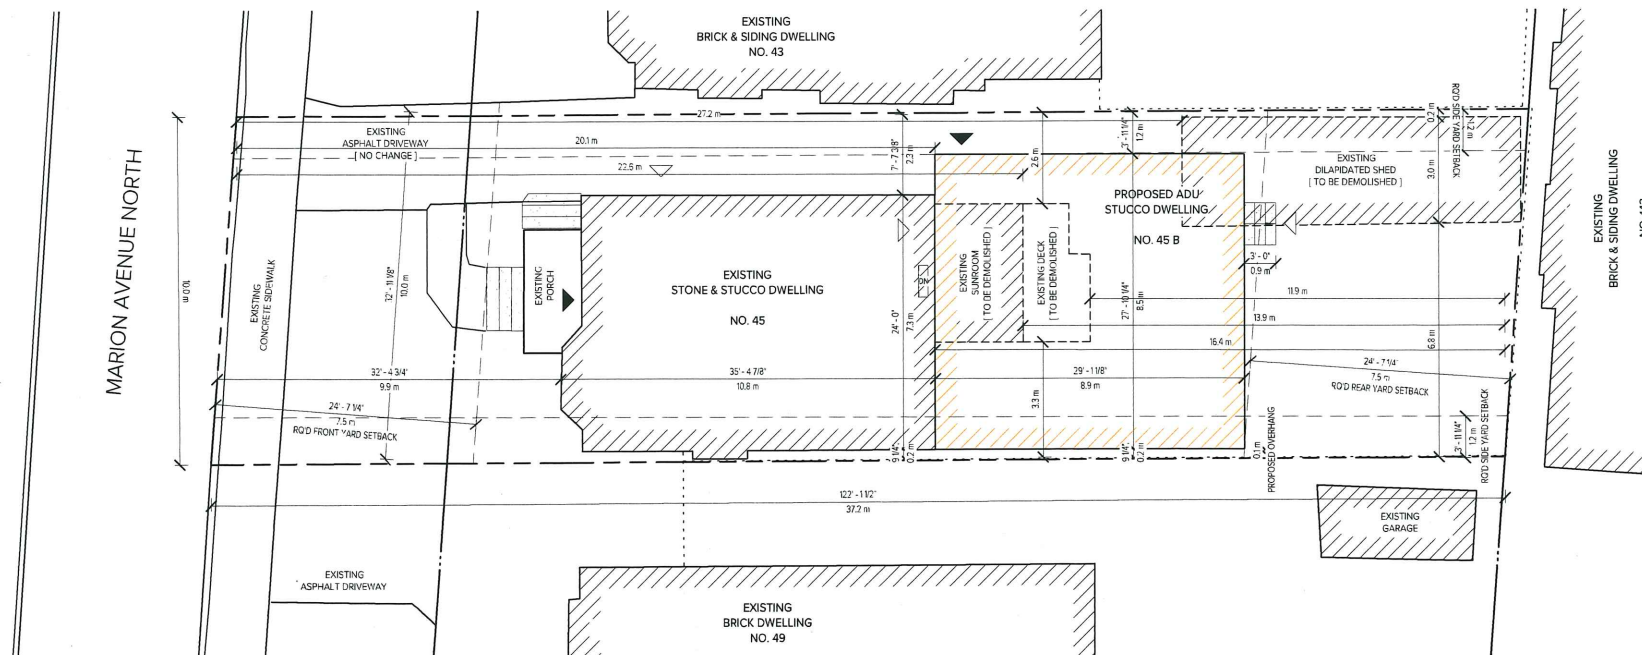 EXISTING
BRICK & SIDING DWELLING
NO. 43
MARION AVENUE NORTH
10.0 m
EXISTING
CONCRETE SIDEWALK
EXISTING
ASPHALT DRIVEWAY
[ NO CHANGE ]
27.2 m
20.1 m
22.6 m
32' - 11 1/8"
10.0 m
EXISTING
PORCH
EXISTING
STONE & STUCCO DWELLING
NO. 45
7' - 7 3/8"
2.3 m
24' - 0"
7.3 m
DN
EXISTING
SUNROOM
[ TO BE DEMOLISHED ]
EXISTING DECK
[ TO BE DEMOLISHED ]
2.6 m
3' - 11 1/4"
1.2 m
PROPOSED ADU
STUCCO DWELLING
NO. 45 B
27' - 10 1/4"
8.5 m
EXISTING
DILAPIDATED SHED
[ TO BE DEMOLISHED ]
3.0 m
0.2 m
1.2 m
RQ'D SIDE YARD SETBACK
3' - 0"
0.9 m
11.9 m
13.9 m
16.4 m
6.8 m
32' - 4 3/4"
9.9 m
35' - 4 7/8"
10.8 m
29' - 1 1/8"
8.9 m
24' - 7 1/4"
7.5 m
RQ'D REAR YARD SETBACK
24' - 7 1/4"
7.5 m
RQ'D FRONT YARD SETBACK
3.3 m
9 1/4"
0.2 m
9 1/4"
0.2 m
0.1 m
PROPOSED OVERHANG
3' - 11 1/4"
1.2 m
RQ'D SIDE YARD SETBACK
122' - 1 1/2"
37.2 m
EXISTING
GARAGE
EXISTING
ASPHALT DRIVEWAY
EXISTING
BRICK DWELLING
NO. 49
EXISTING
BRICK & SIDING DWELLING